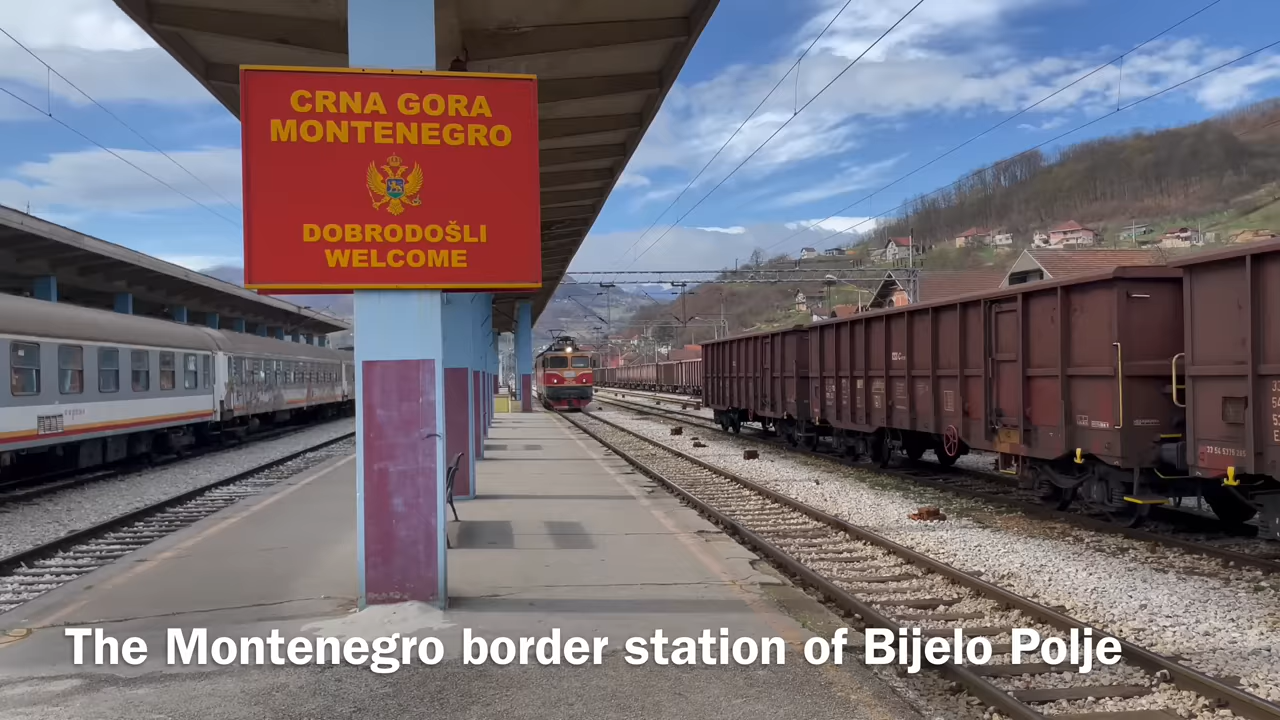 CRNA GORA
MONTENEGRO
DOBRODOŠLI
WELCOME
The Montenegro border station of Bijelo Polje